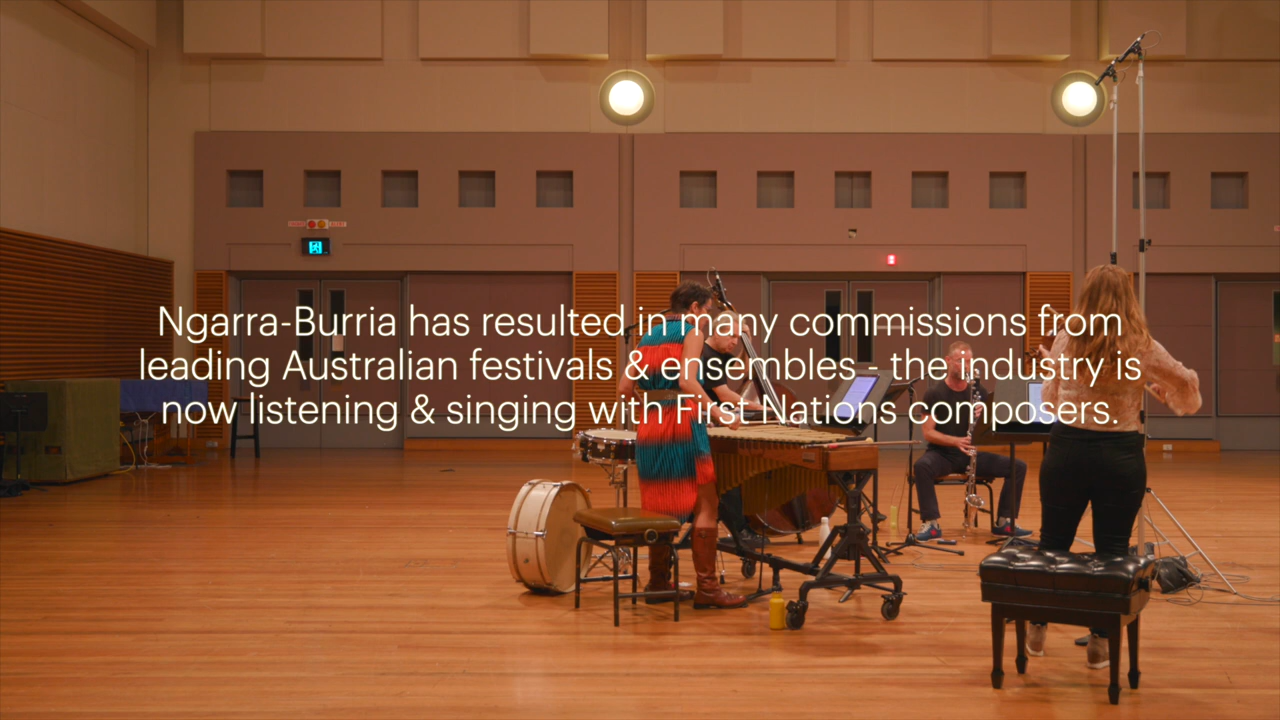 Ngarra-Burria has resulted in many commissions from
leading Australian festivals & ensembles - the industry is
now listening & singing with First Nations composers.